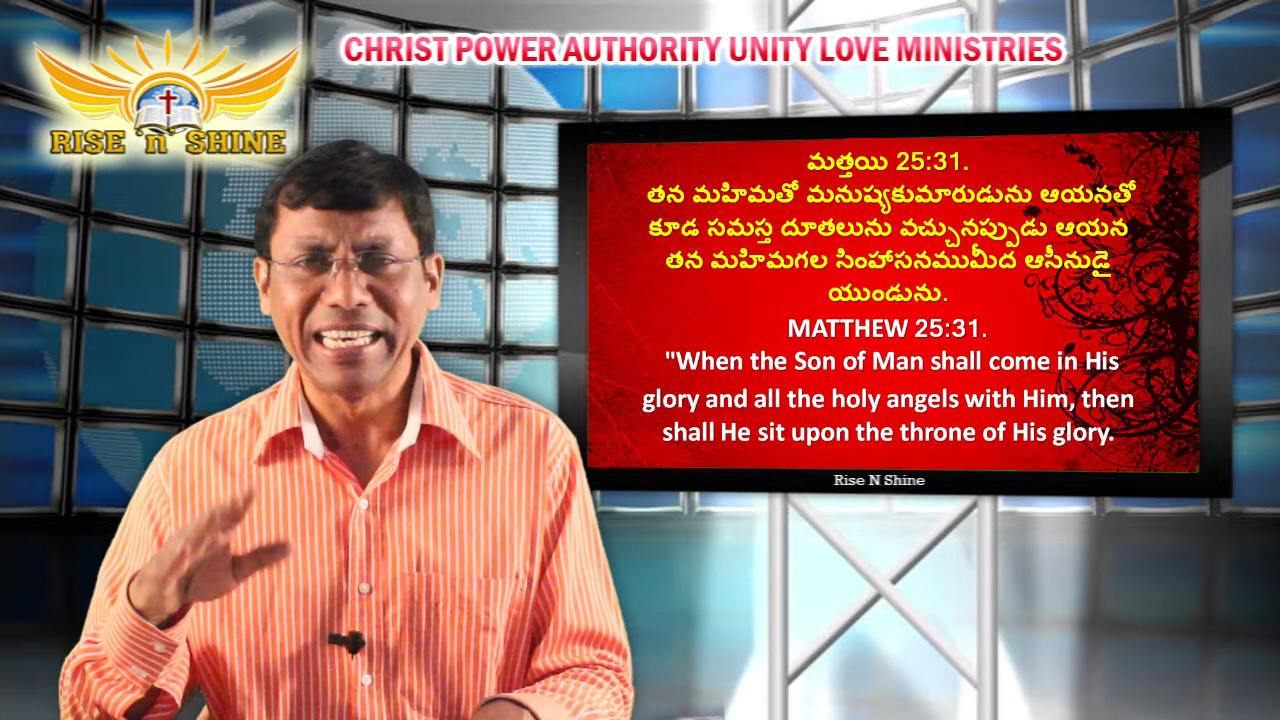 CHRIST POWER AUTHORITY UNITY LOVE MINISTRIES
RISE 'n' SHINE
మత్తయి 25:31.
తన మహిమతో మనుష్యకుమారుడును ఆయనతో
కూడ సమస్త దూతలును వచ్చునప్పుడు ఆయన
తన మహిమగల సింహాసనముమీద ఆసీనుడై
యుండును.
MATTHEW 25:31.
"When the Son of Man shall come in His
glory and all the holy angels with Him, then
shall He sit upon the throne of His glory.
Rise N Shine